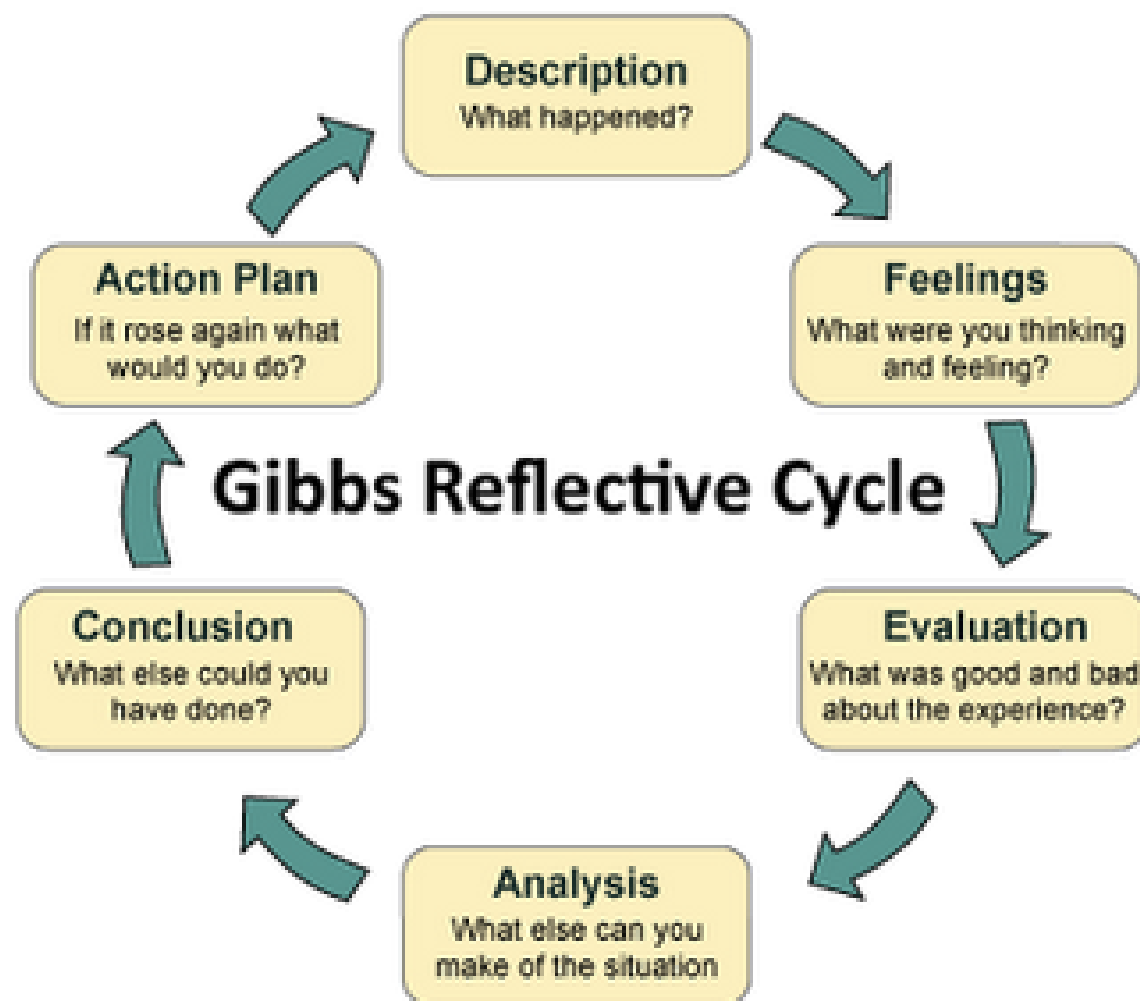 Description
What happened?
Feelings
What were you thinking
and feeling?
Evaluation
What was good and bad
about the experience?
Analysis
What else can you
make of the situation
Conclusion
What else could you
have done?
Action Plan
If it rose again what
would you do?
Gibbs Reflective Cycle